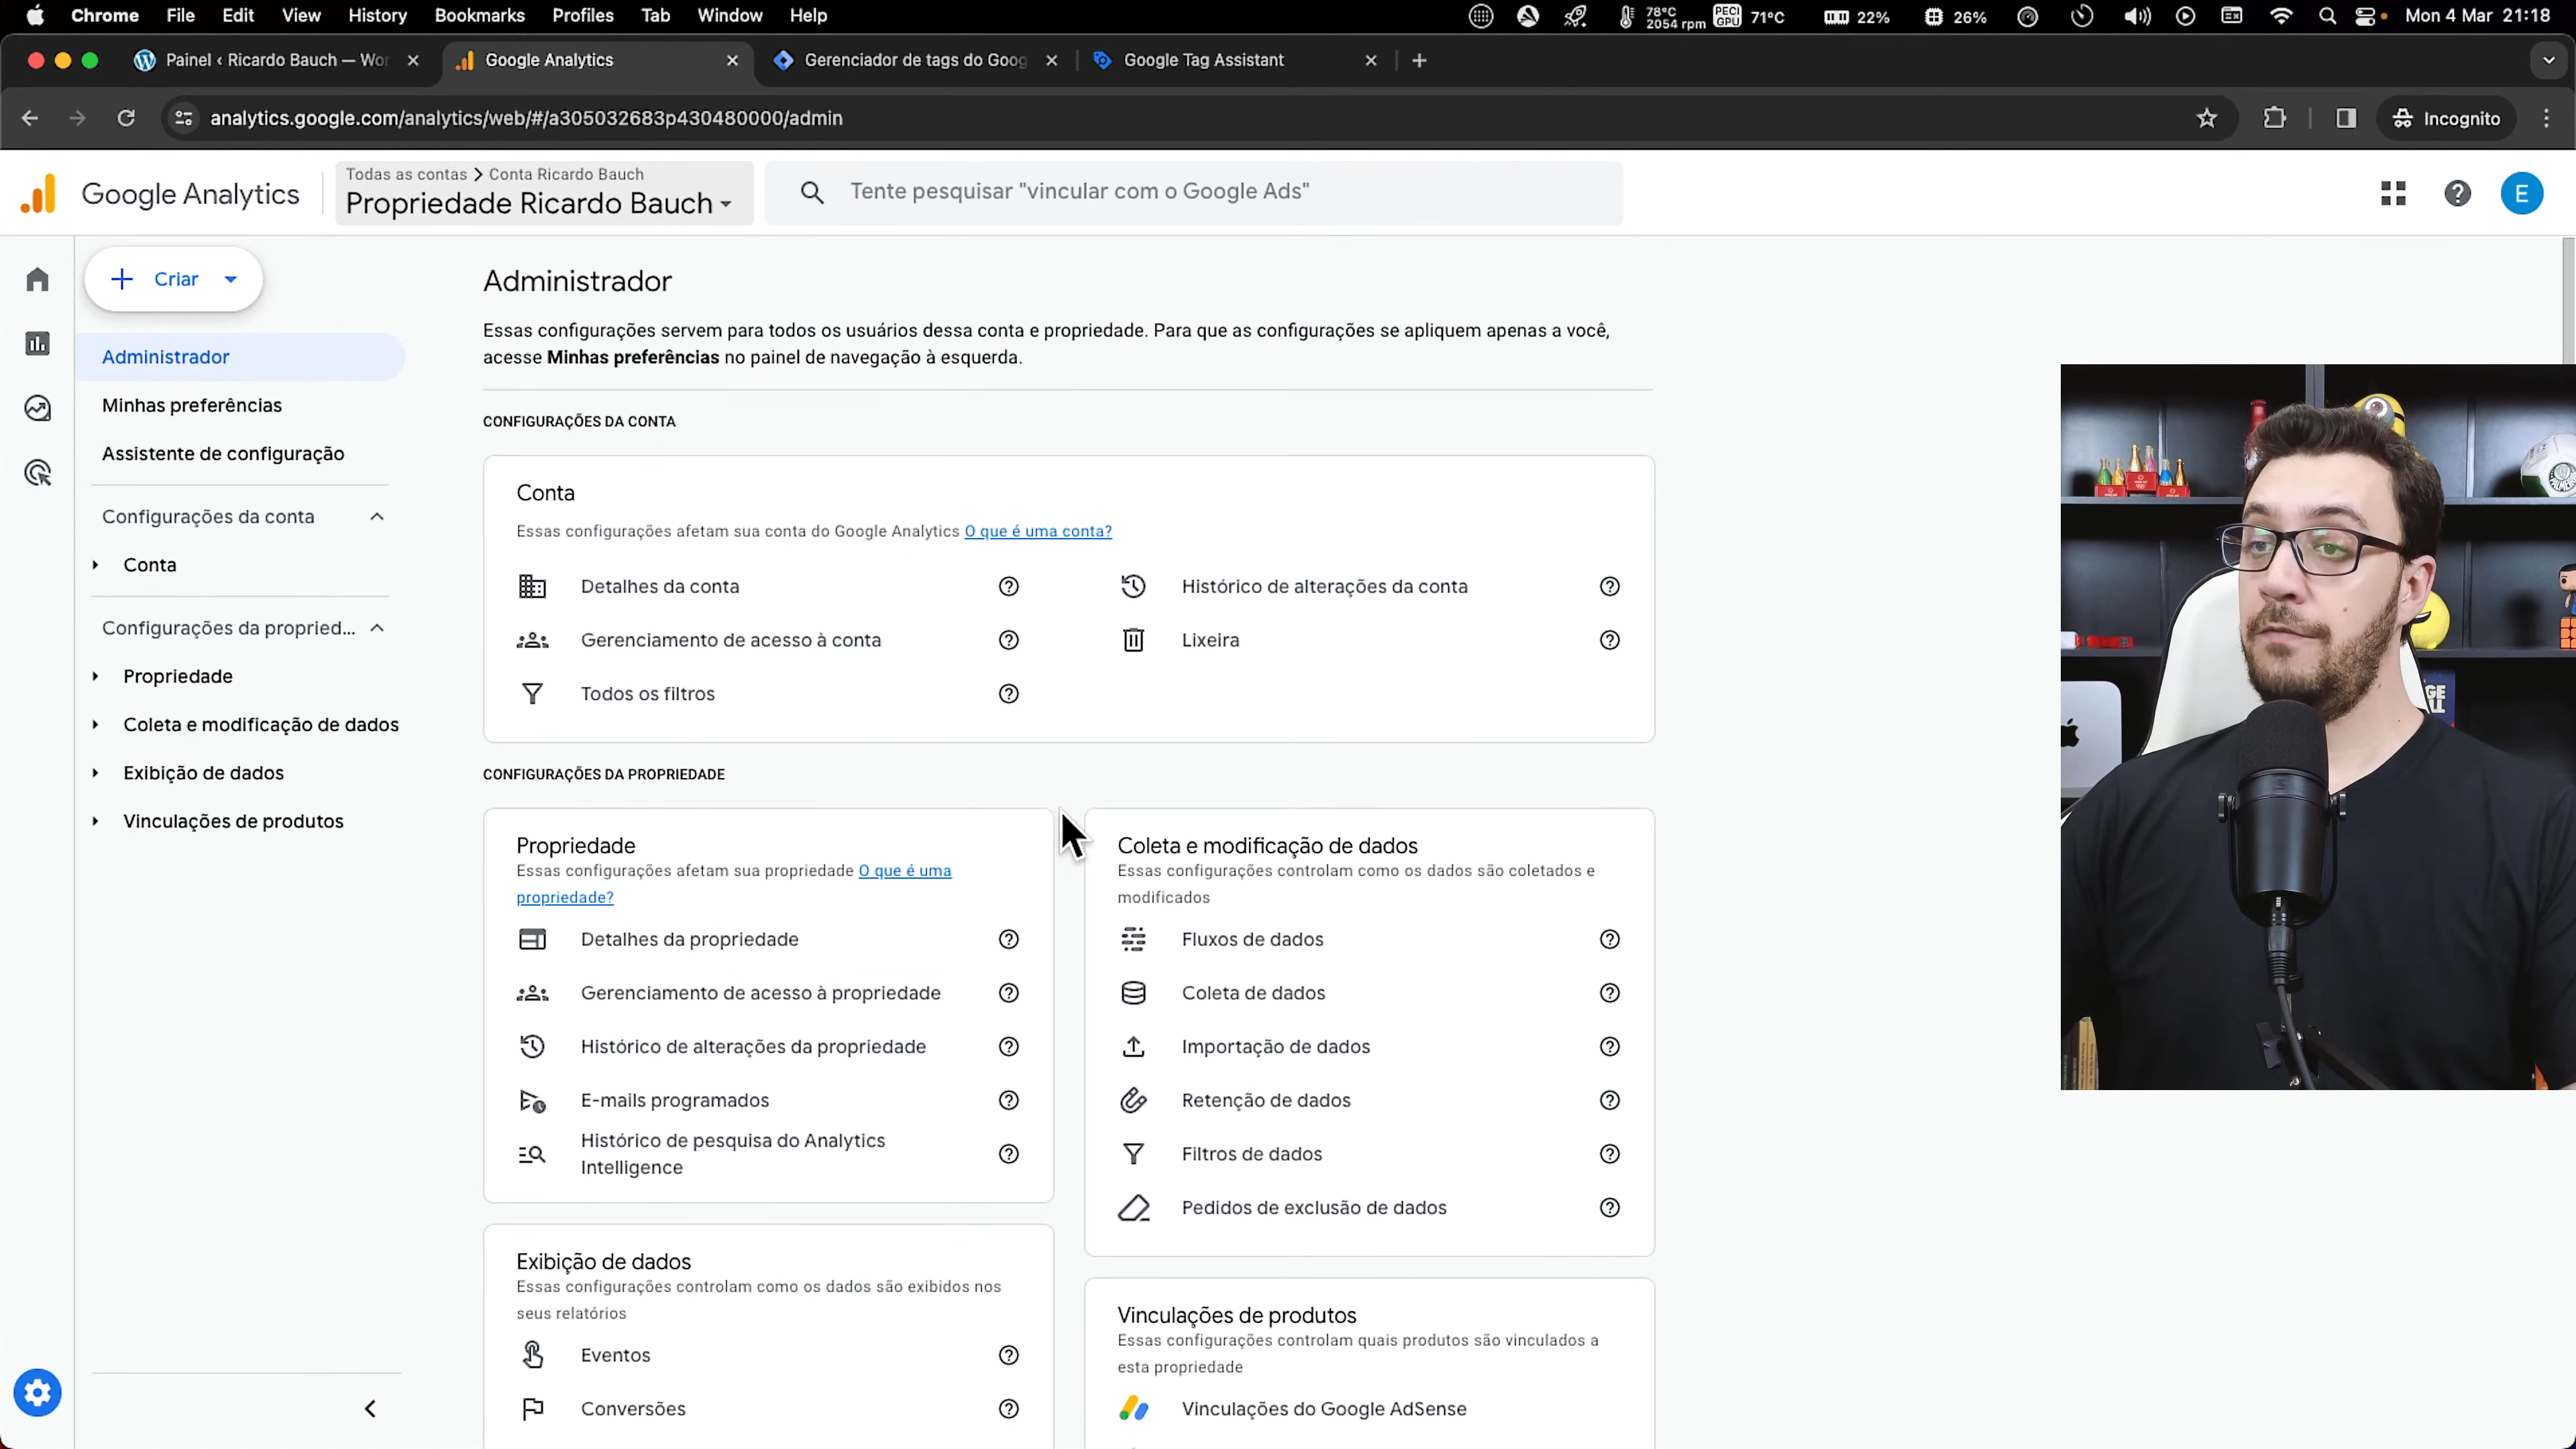 Chrome File Edit View History Bookmarks Profiles Tab Window Help
78°C
2054 rpm
PECI
GPU
71°C 22% 26% Mon 4 Mar 21:18
Painel ‹ Ricardo Bauch — Wor
Google Analytics
Gerenciador de tags do Goog
Google Tag Assistant
analytics.google.com/analytics/web/#/a305032683p430480000/admin
Incognito
Google Analytics
Todas as contas > Conta Ricardo Bauch
Propriedade Ricardo Bauch
Tente pesquisar "vincular com o Google Ads"
E
Criar
Administrador
Minhas preferências
Assistente de configuração
Configurações da conta
Conta
Configurações da propried...
Propriedade
Coleta e modificação de dados
Exibição de dados
Vinculações de produtos
Administrador
Essas configurações servem para todos os usuários dessa conta e propriedade. Para que as configurações se apliquem apenas a você,
acesse Minhas preferências no painel de navegação à esquerda.
CONFIGURAÇÕES DA CONTA
Conta
Essas configurações afetam sua conta do Google Analytics O que é uma conta?
Detalhes da conta
Gerenciamento de acesso à conta
Todos os filtros
Histórico de alterações da conta
Lixeira
CONFIGURAÇÕES DA PROPRIEDADE
Propriedade
Essas configurações afetam sua propriedade O que é uma
propriedade?
Detalhes da propriedade
Gerenciamento de acesso à propriedade
Histórico de alterações da propriedade
E-mails programados
Histórico de pesquisa do Analytics
Intelligence
Coleta e modificação de dados
Essas configurações controlam como os dados são coletados e
modificados
Fluxos de dados
Coleta de dados
Importação de dados
Retenção de dados
Filtros de dados
Pedidos de exclusão de dados
Exibição de dados
Essas configurações controlam como os dados são exibidos nos
seus relatórios
Eventos
Conversões
Vinculações de produtos
Essas configurações controlam quais produtos são vinculados a
esta propriedade
Vinculações do Google AdSense